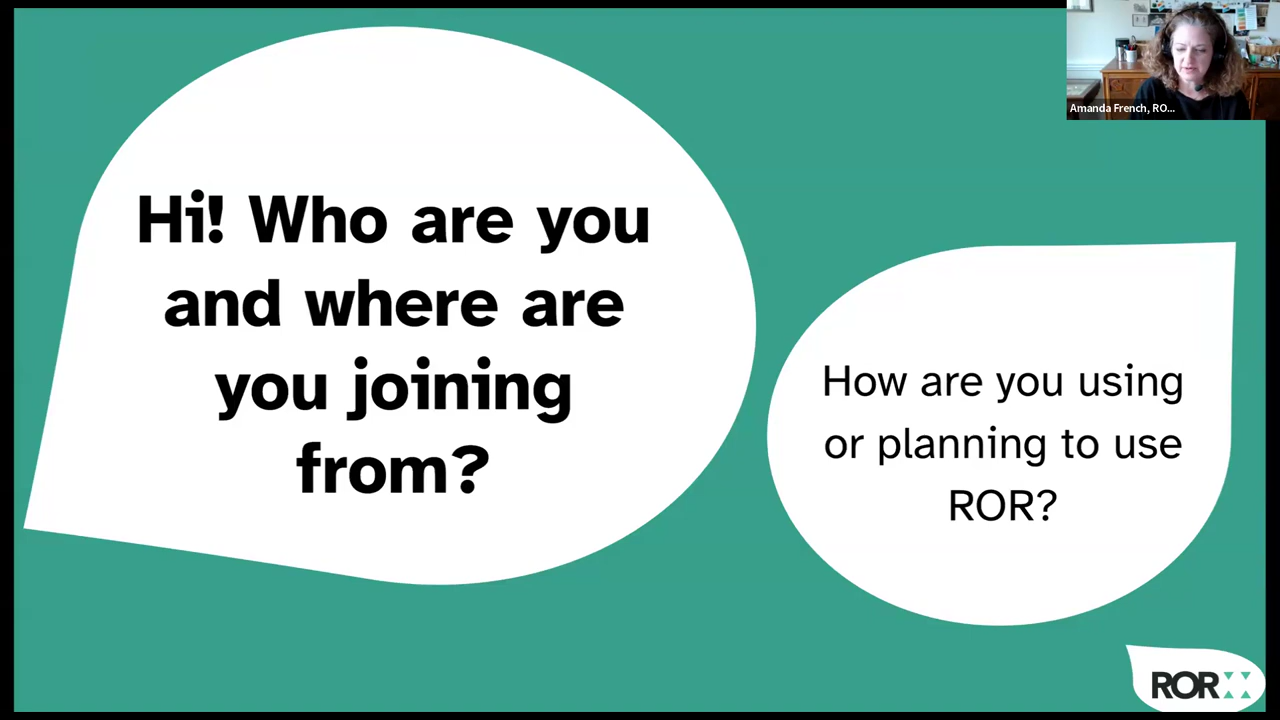 Amanda French, RO...
Hi! Who are you
and where are
you joining
from?
How are you using
or planning to use
ROR?
ROR